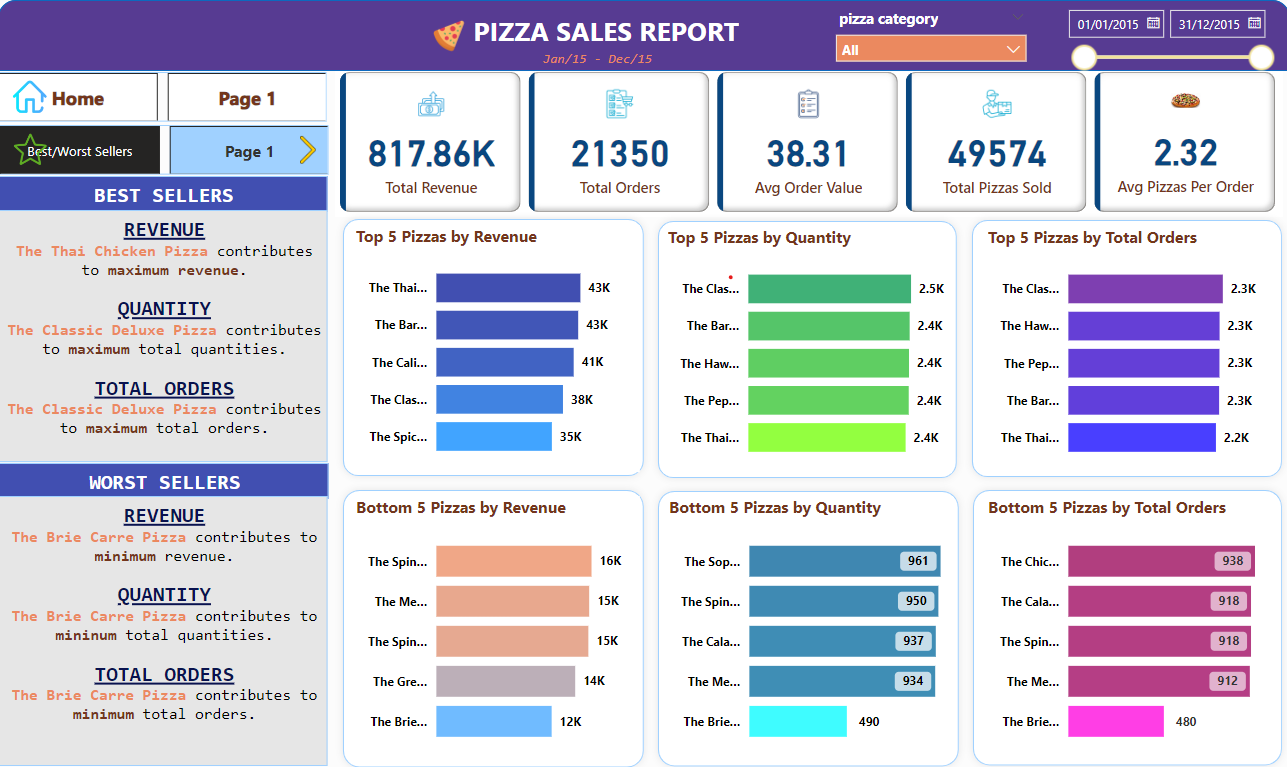 PIZZA SALES REPORT
Jan/15 - Dec/15
pizza category
All
01/01/2015
31/12/2015
Home
Page 1
Best/Worst Sellers
Page 1
817.86K
Total Revenue
21350
Total Orders
38.31
Avg Order Value
49574
Total Pizzas Sold
2.32
Avg Pizzas Per Order
BEST SELLERS
REVENUE
The Thai Chicken Pizza contributes
to maximum revenue.
QUANTITY
The Classic Deluxe Pizza contributes
to maximum total quantities.
TOTAL ORDERS
The Classic Deluxe Pizza contributes
to maximum total orders.
WORST SELLERS
REVENUE
The Brie Carre Pizza contributes to
minimum revenue.
QUANTITY
The Brie Carre Pizza contributes to
mininum total quantities.
TOTAL ORDERS
The Brie Carre Pizza contributes to
minimum total orders.
Top 5 Pizzas by Revenue
The Thai... 43K
The Bar... 43K
The Cali... 41K
The Clas... 38K
The Spic... 35K
Top 5 Pizzas by Quantity
The Clas... 2.5K
The Bar... 2.4K
The Haw... 2.4K
The Pep... 2.4K
The Thai... 2.4K
Top 5 Pizzas by Total Orders
The Clas... 2.3K
The Haw... 2.3K
The Pep... 2.3K
The Bar... 2.3K
The Thai... 2.2K
Bottom 5 Pizzas by Revenue
The Spin... 16K
The Me... 15K
The Spin... 15K
The Gre... 14K
The Brie... 12K
Bottom 5 Pizzas by Quantity
The Sop... 961
The Spin... 950
The Cala... 937
The Me... 934
The Brie... 490
Bottom 5 Pizzas by Total Orders
The Chic... 938
The Cala... 918
The Spin... 918
The Me... 912
The Brie... 480